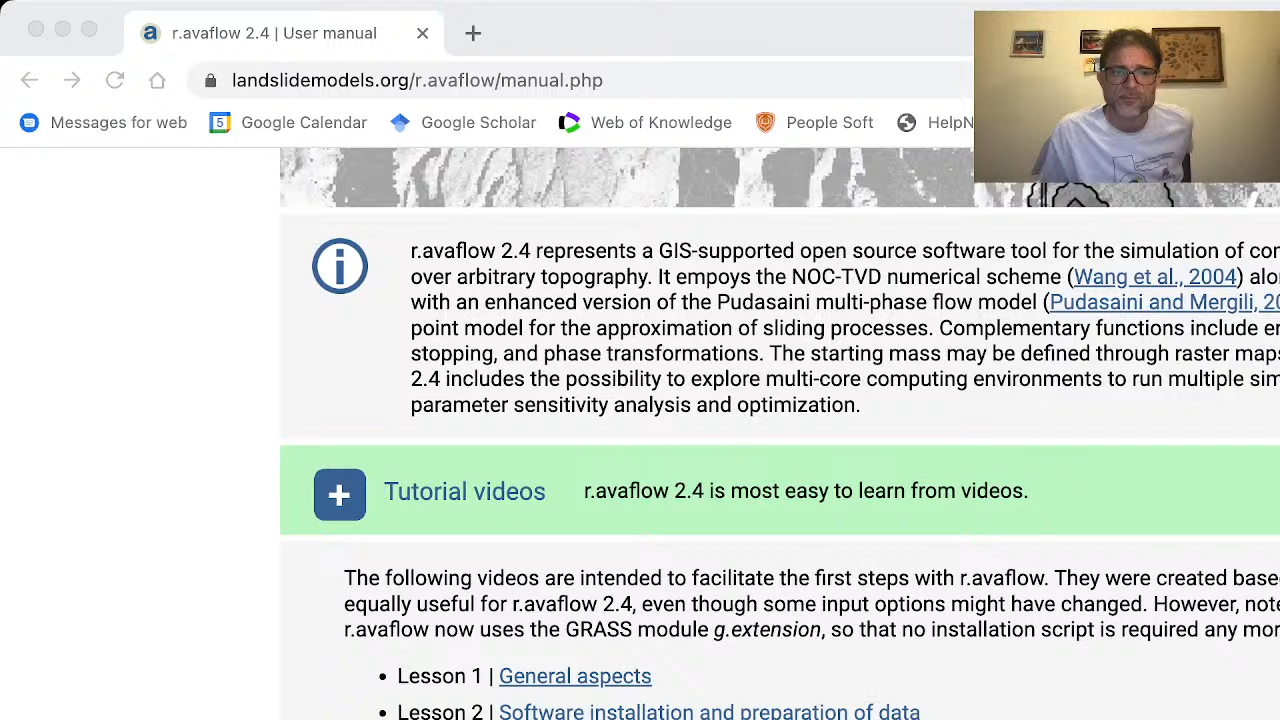 r.avaflow 2.4 | User manual
landslidemodels.org/r.avaflow/manual.php
Messages for web
5 Google Calendar
Google Scholar
Web of Knowledge
People Soft
HelpN
r.avaflow 2.4 represents a GIS-supported open source software tool for the simulation of
over arbitrary topography. It empoys the NOC-TVD numerical scheme (Wang et al., 2004)
with an enhanced version of the Pudasaini multi-phase flow model (Pudasaini and Mergili,
point model for the approximation of sliding processes. Complementary functions include
stopping, and phase transformations. The starting mass may be defined through raster maps
2.4 includes the possibility to explore multi-core computing environments to run multiple
parameter sensitivity analysis and optimization.
Tutorial videos
r.avaflow 2.4 is most easy to learn from videos.
The following videos are intended to facilitate the first steps with r.avaflow. They were created
equally useful for r.avaflow 2.4, even though some input options might have changed. However,
r.avaflow now uses the GRASS module g.extension, so that no installation script is required any
• Lesson 1 | General aspects
• Lesson 2 | Software installation and preparation of data